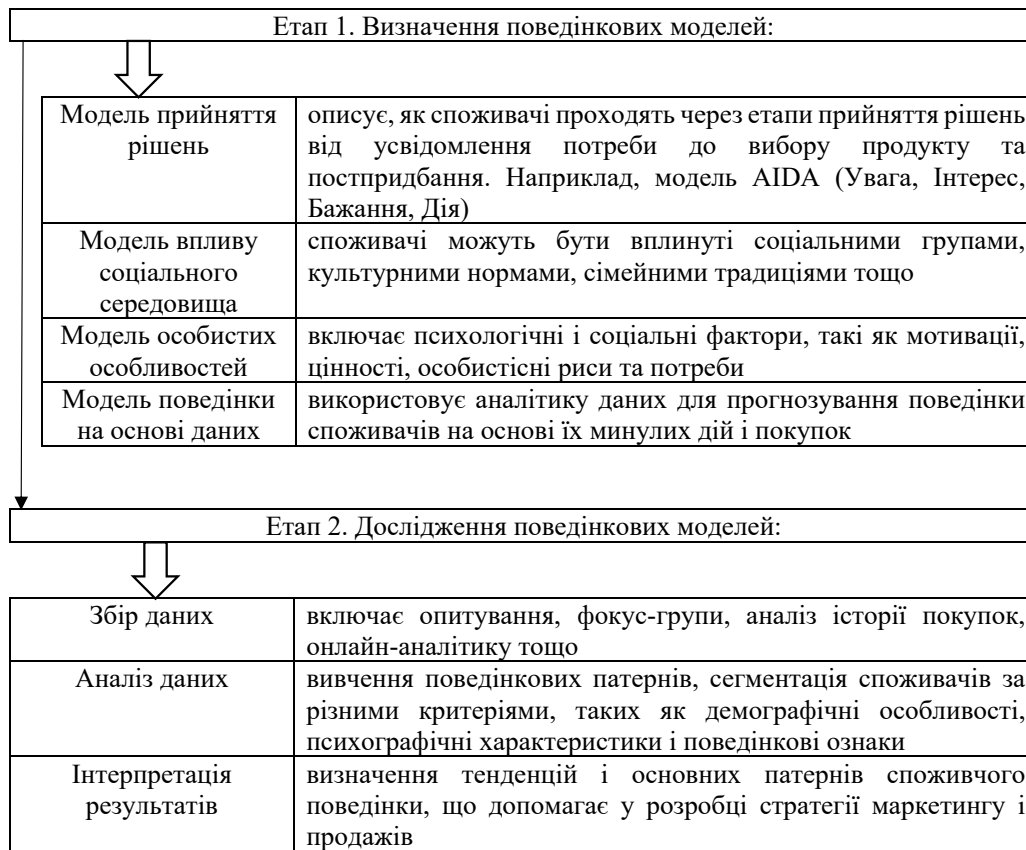 Етап 1. Визначення поведінкових моделей:
Модель прийняття
рішень
описує, як споживачі проходять через етапи прийняття рішень
від усвідомлення потреби до вибору продукту та
постпридбання. Наприклад, модель AIDA (Увага, Інтерес,
Бажання, Дія)
Модель впливу
соціального
середовища
споживачі можуть бути вплинуті соціальними групами,
культурними нормами, сімейними традиціями тощо
Модель особистих
особливостей
включає психологічні і соціальні фактори, такі як мотивації,
цінності, особистісні риси та потреби
Модель поведінки
на основі даних
використовує аналітику даних для прогнозування поведінки
споживачів на основі їх минулих дій і покупок
Етап 2. Дослідження поведінкових моделей:
Збір даних
включає опитування, фокус-групи, аналіз історії покупок,
онлайн-аналітику тощо
Аналіз даних
вивчення поведінкових патернів, сегментація споживачів за
різними критеріями, таких як демографічні особливості,
психографічні характеристики і поведінкові ознаки
Інтерпретація
результатів
визначення тенденцій і основних патернів споживчого
поведінки, що допомагає у розробці стратегії маркетингу і
продажів